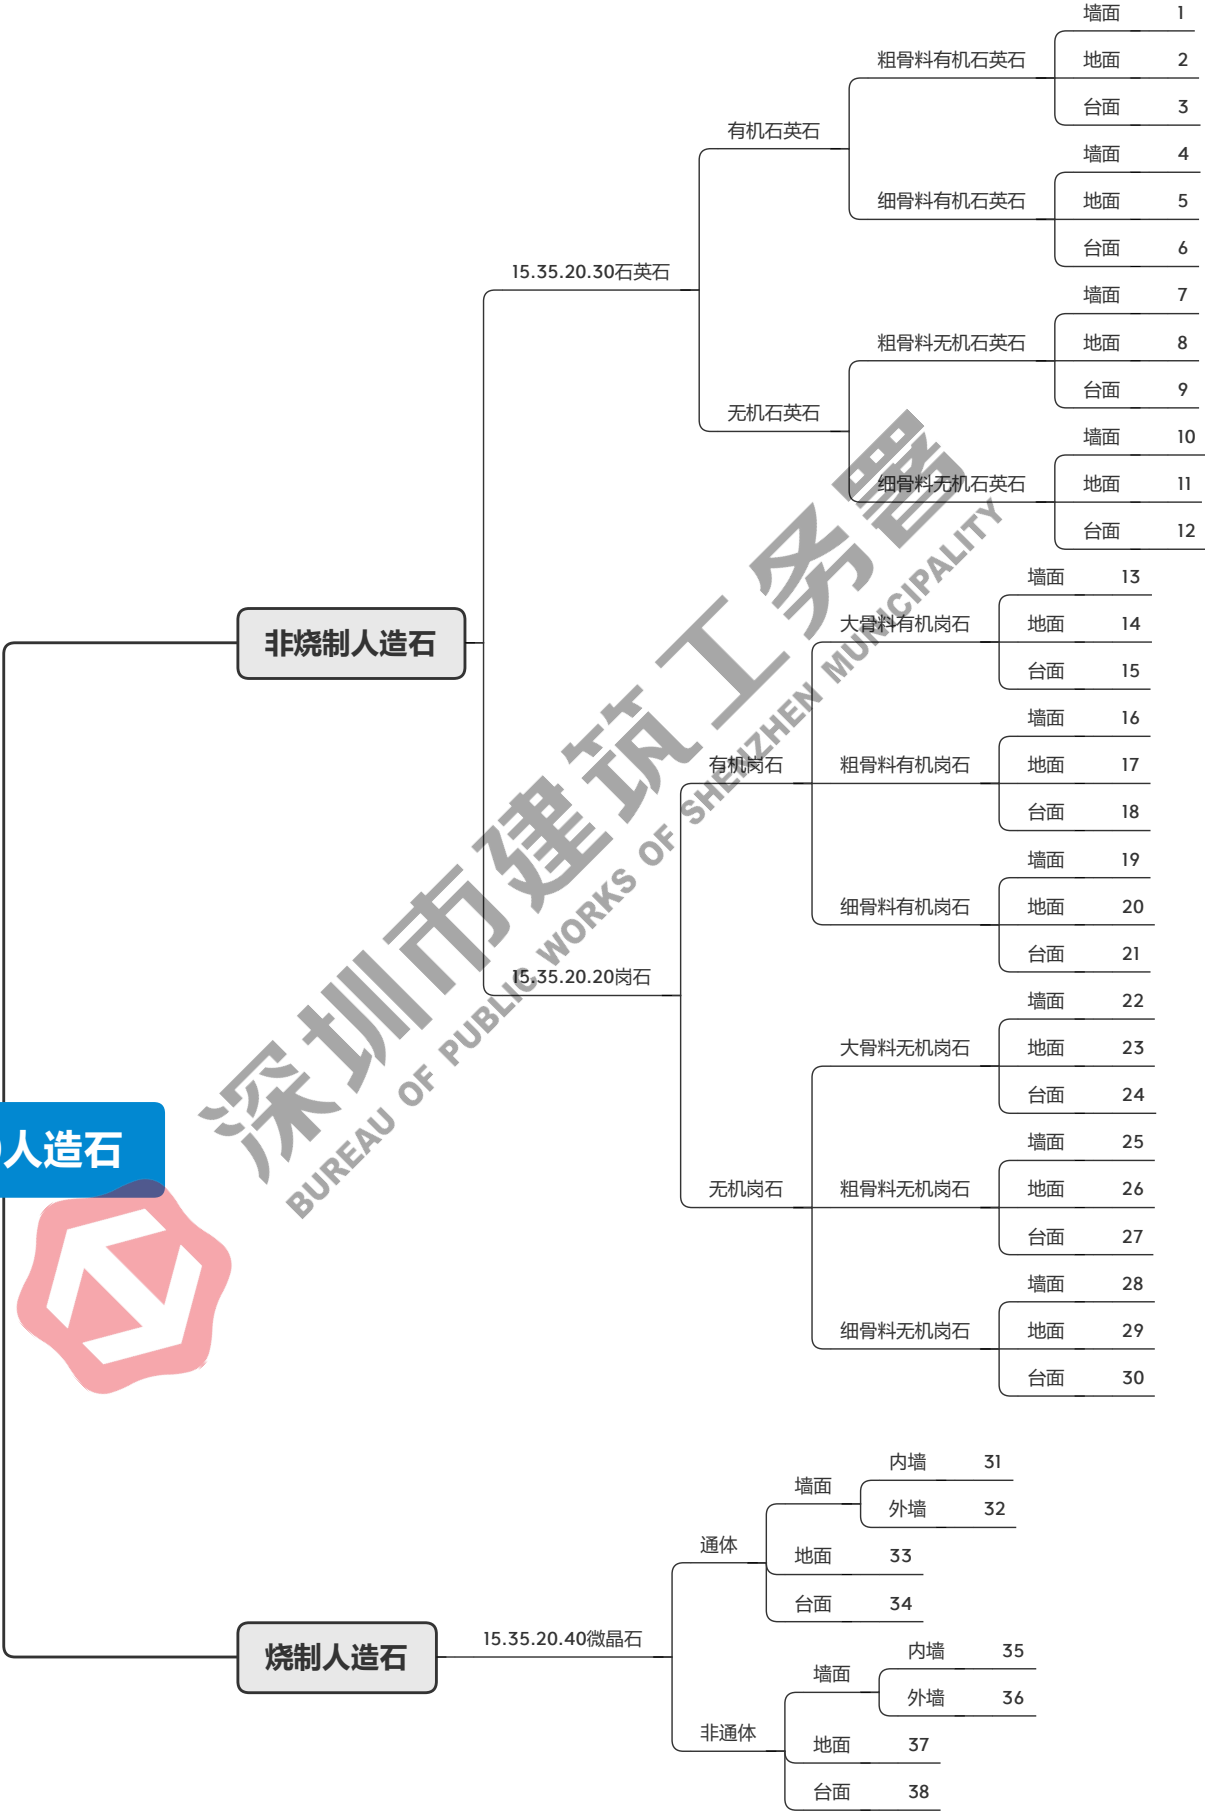 墙面 1
粗骨料有机石英石 地面 2
台面 3
有机石英石
墙面 4
细骨料有机石英石 地面 5
台面 6
15.35.20.30石英石
墙面 7
粗骨料无机石英石 地面 8
台面 9
无机石英石
墙面 10
细骨料无机石英石 地面 11
台面 12
非烧制人造石
墙面 13
大骨料有机岗石 地面 14
台面 15
墙面 16
有机岗石 粗骨料有机岗石 地面 17
台面 18
墙面 19
细骨料有机岗石 地面 20
台面 21
15.35.20.20岗石
墙面 22
大骨料无机岗石 地面 23
台面 24
墙面 25
无机岗石 粗骨料无机岗石 地面 26
台面 27
墙面 28
细骨料无机岗石 地面 29
台面 30
人造石
内墙 31
墙面
外墙 32
通体
地面 33
台面 34
烧制人造石 15.35.20.40微晶石
内墙 35
墙面
外墙 36
非通体
地面 37
台面 38
深圳市建筑工务署
BUREAU OF PUBLIC WORKS OF SHENZHEN MUNICIPALITY